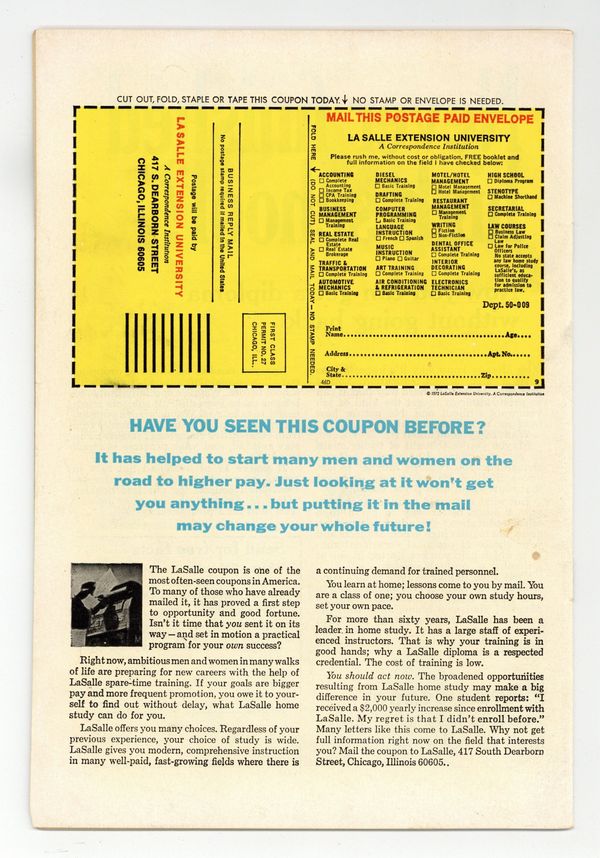 CUT OUT, FOLD, STAPLE OR TAPE THIS COUPON TODAY. NO STAMP OR ENVELOPE IS NEEDED.
LA SALLE EXTENSION UNIVERSITY
A Correspondence Institution
417 S. DEARBORN STREET
CHICAGO, ILLINOIS 60605
Postage will be paid by
No postage stamp required if mailed in the United States
BUSINESS REPLY MAIL
FIRST CLASS
PERMIT NO. 27
CHICAGO, ILL.
FOLD HERE (DO NOT CUT) SEAL AND MAIL TODAY—NO STAMP NEEDED.
MAIL THIS POSTAGE PAID ENVELOPE
LA SALLE EXTENSION UNIVERSITY
A Correspondence Institution
Please rush me, without cost or obligation, FREE booklet and
full information on the field I have checked below:
ACCOUNTING
Complete
Accounting
Income Tax
CPA Training
Bookkeeping
BUSINESS
MANAGEMENT
Management
Training
REAL ESTATE
Complete Real
Estate
Real Estate
Brokerage
TRAFFIC &
TRANSPORTATION
Complete Training
AUTOMOTIVE
MECHANICS
Basic Training
DIESEL
MECHANICS
Basic Training
DRAFTING
Complete Training
COMPUTER
PROGRAMMING
Basic Training
LANGUAGE
INSTRUCTION
French Spanish
MUSIC
INSTRUCTION
Piano Guitar
ART TRAINING
Complete Training
AIR CONDITIONING
& REFRIGERATION
Basic Training
MOTEL/HOTEL
MANAGEMENT
Motel Management
Hotel Management
RESTAURANT
MANAGEMENT
Management
Training
WRITING
Fiction
Non-Fiction
DENTAL OFFICE
ASSISTANT
Complete Training
INTERIOR
DECORATING
Complete Training
ELECTRONICS
TECHNICIAN
Basic Training
HIGH SCHOOL
Diploma Program
STENOTYPE
Machine Shorthand
SECRETARIAL
Complete Training
LAW COURSES
Business Law
Claim Adjusting
Law
Law for Police
Officers
No state accepts
any law home study
course, including
LaSalle's, as
sufficient educa-
tion to qualify
for admission to
practice law.
Dept. 50-009
Print
Name Age
Address Apt. No.
City &
State Zip
46D 9
© 1972 LaSalle Extension University. A Correspondence Institution
HAVE YOU SEEN THIS COUPON BEFORE?
It has helped to start many men and women on the
road to higher pay. Just looking at it won't get
you anything...but putting it in the mail
may change your whole future!
The LaSalle coupon is one of the
most often-seen coupons in America.
To many of those who have already
mailed it, it has proved a first step
to opportunity and good fortune.
Isn't it time that you sent it on its
way—and set in motion a practical
program for your own success?
Right now, ambitious men and women in many walks
of life are preparing for new careers with the help of
LaSalle spare-time training. If your goals are bigger
pay and more frequent promotion, you owe it to your-
self to find out without delay, what LaSalle home
study can do for you.
LaSalle offers you many choices. Regardless of your
previous experience, your choice of study is wide.
LaSalle gives you modern, comprehensive instruction
in many well-paid, fast-growing fields where there is
a continuing demand for trained personnel.
You learn at home; lessons come to you by mail. You
are a class of one; you choose your own study hours,
set your own pace.
For more than sixty years, LaSalle has been a
leader in home study. It has a large staff of experi-
enced instructors. That is why your training is in
good hands; why a LaSalle diploma is a respected
credential. The cost of training is low.
You should act now. The broadened opportunities
resulting from LaSalle home study may make a big
difference in your future. One student reports: "I
received a $2,000 yearly increase since enrollment with
LaSalle. My regret is that I didn't enroll before."
Many letters like this come to LaSalle. Why not get
full information right now on the field that interests
you? Mail the coupon to LaSalle, 417 South Dearborn
Street, Chicago, Illinois 60605..